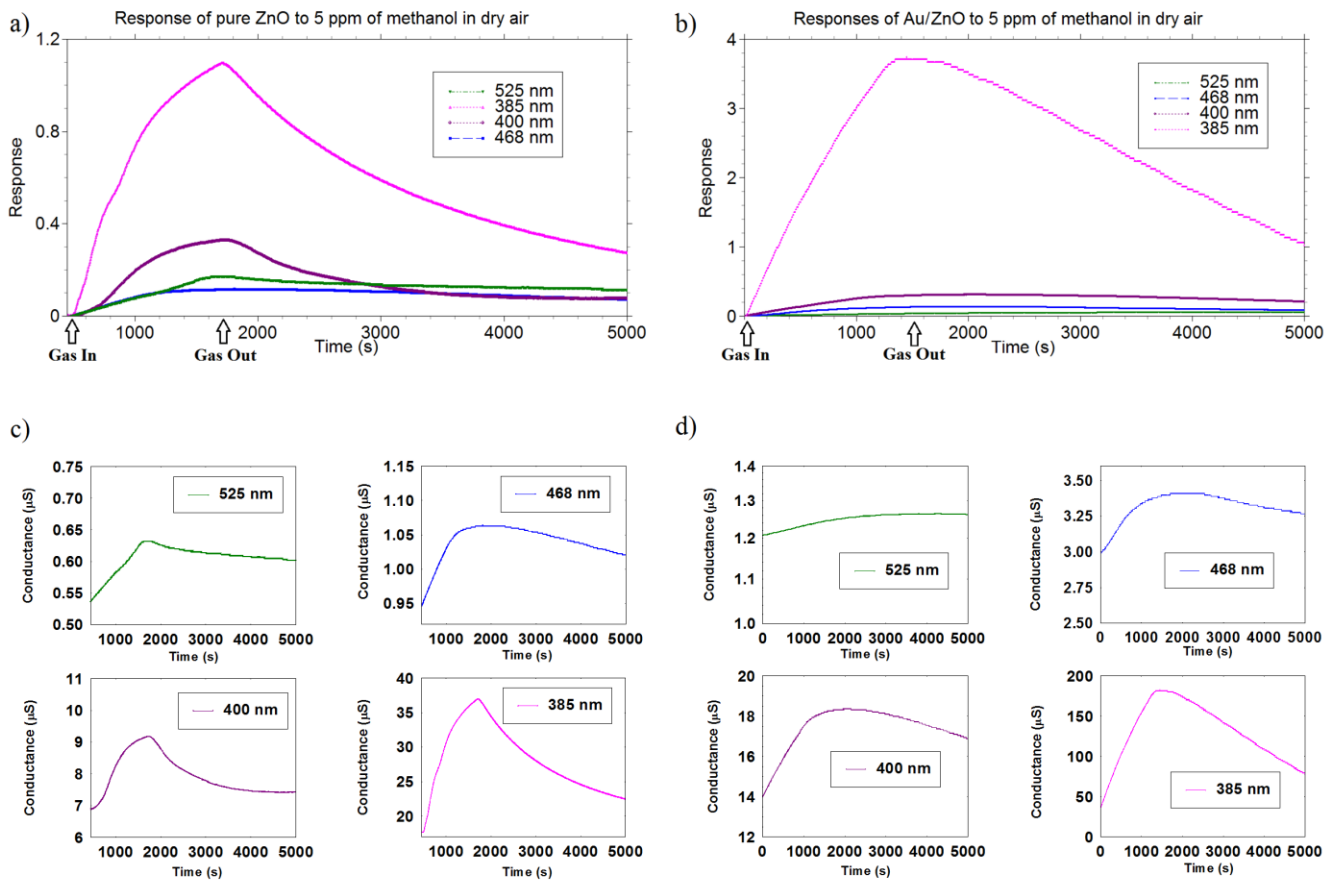 a)
Response of pure ZnO to 5 ppm of methanol in dry air
1.2
0.8
0.4
0
Response
525 nm
385 nm
400 nm
468 nm
1000 2000 3000 4000 5000
Gas In
Gas Out
Time (s)
b)
Responses of Au/ZnO to 5 ppm of methanol in dry air
4
3
2
1
0
Response
525 nm
468 nm
400 nm
385 nm
0 1000 2000 3000 4000 5000
Gas In
Gas Out
Time (s)
c)
0.75
0.70
0.65
0.60
0.55
0.50
Conductance (µS)
525 nm
1000 2000 3000 4000 5000
Time (s)
1.15
1.10
1.05
1.00
0.95
Conductance (µS)
468 nm
1000 2000 3000 4000 5000
Time (s)
11
10
9
8
7
6
Conductance (µS)
400 nm
1000 2000 3000 4000 5000
Time (s)
40
35
30
25
20
Conductance (µS)
385 nm
1000 2000 3000 4000 5000
Time (s)
d)
1.4
1.3
1.2
1.1
1.0
Conductance (µS)
525 nm
0 1000 2000 3000 4000 5000
Time (s)
3.50
3.25
3.00
2.75
2.50
Conductance (µS)
468 nm
0 1000 2000 3000 4000 5000
Time (s)
20
18
16
14
12
Conductance (µS)
400 nm
0 1000 2000 3000 4000 5000
Time (s)
200
150
100
50
0
Conductance (µS)
385 nm
0 1000 2000 3000 4000 5000
Time (s)